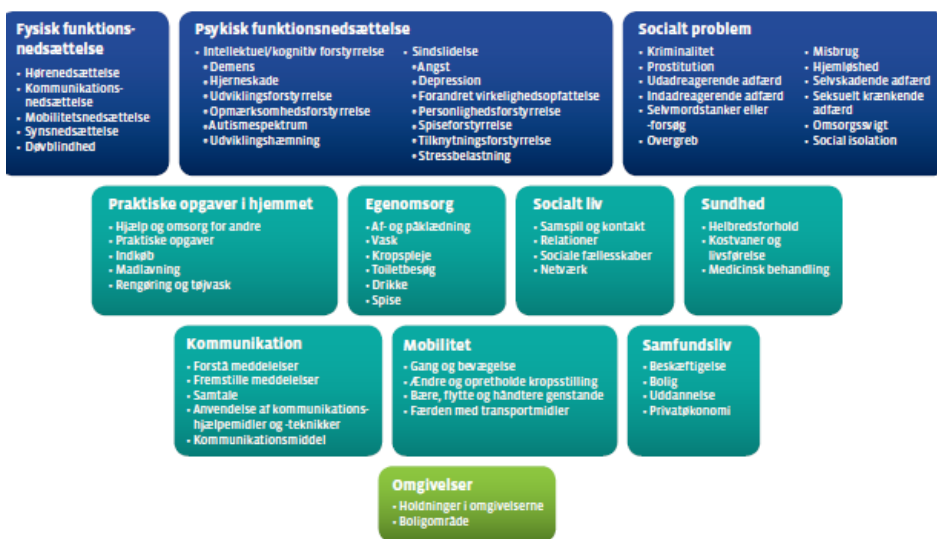 Fysisk funktions-
nedsættelse
• Hørenedsættelse
• Kommunikations-
nedsættelse
• Mobilitetsnedsættelse
• Synsnedsættelse
• Døvblindhed
Psykisk funktionsnedsættelse
• Intellektuel/kognitiv forstyrrelse
• Demens
• Hjerneskade
• Udviklingsforstyrrelse
• Opmærksomhedsforstyrrelse
• Autismespektrum
• Udviklingshæmning
• Sindslidelse
• Angst
• Depression
• Forandret virkelighedsopfattelse
• Personlighedsforstyrrelse
• Spiseforstyrrelse
• Tilknytningsforstyrrelse
• Stressbelastning
Socialt problem
• Kriminalitet
• Prostitution
• Udadreagerende adfærd
• Indadreagerende adfærd
• Selvmordstanker eller
-forsøg
• Overgreb
• Misbrug
• Hjemløshed
• Selvskadende adfærd
• Seksuelt krænkende
adfærd
• Omsorgssvigt
• Social isolation
Praktiske opgaver i hjemmet
• Hjælp og omsorg for andre
• Praktiske opgaver
• Indkøb
• Madlavning
• Rengøring og tøjvask
Egenomsorg
• Af- og påklædning
• Vask
• Kropspleje
• Toiletbesøg
• Drikke
• Spise
Socialt liv
• Samspil og kontakt
• Relationer
• Sociale fællesskaber
• Netværk
Sundhed
• Helbredsforhold
• Kostvaner og
livsførelse
• Medicinsk behandling
Kommunikation
• Forstå meddelelser
• Fremstille meddelelser
• Samtale
• Anvendelse af kommunikations-
hjælpemidler og -teknikker
• Kommunikationsmiddel
Mobilitet
• Gang og bevægelse
• Ændre og opretholde kropsstilling
• Bære, flytte og håndtere genstande
• Færden med transportmidler
Samfundsliv
• Beskæftigelse
• Bolig
• Uddannelse
• Privatøkonomi
Omgivelser
• Holdninger i omgivelserne
• Boligområde